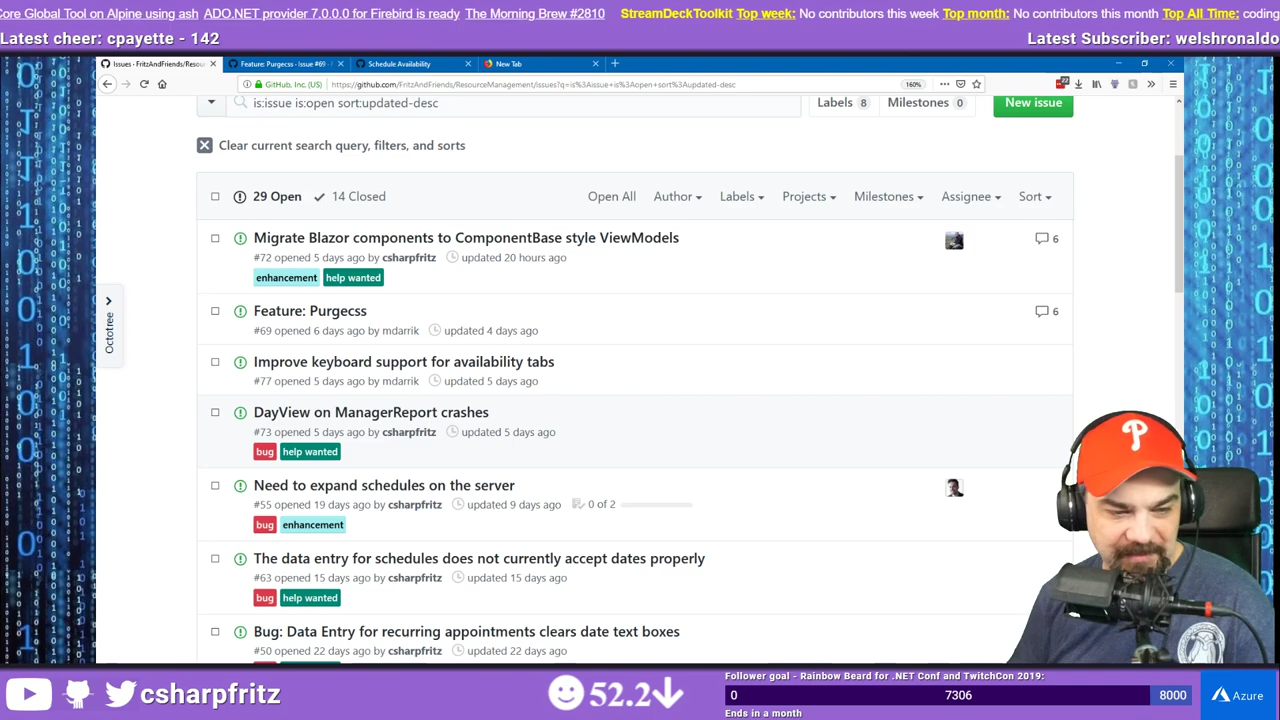 Core Global Tool on Alpine using ash ADO.NET provider 7.0.0.0 for Firebird is ready The Morning Brew #2810 StreamDeckToolkit Top week: No contributors this week Top month: No contributors this month Top All Time: coding
Latest cheer: cpayette - 142
Latest Subscriber: welshronaldo
Issues · FritzAndFriends/Resou
Feature: Purgecss · Issue #69 ·
Schedule Availability
New Tab
GitHub, Inc. (US)
https://github.com/FritzAndFriends/ResourceManagement/issues?q=is%3Aissue+is%3Aopen+sort%3Aupdated-desc
160%
is:issue is:open sort:updated-desc
Labels 8
Milestones 0
New issue
Clear current search query, filters, and sorts
29 Open
14 Closed
Open All
Author
Labels
Projects
Milestones
Assignee
Sort
Migrate Blazor components to ComponentBase style ViewModels
6
#72 opened 5 days ago by csharpfritz updated 20 hours ago
enhancement help wanted
Feature: Purgecss
6
#69 opened 6 days ago by mdarrik updated 4 days ago
Octotree
Improve keyboard support for availability tabs
#77 opened 5 days ago by mdarrik updated 5 days ago
DayView on ManagerReport crashes
#73 opened 5 days ago by csharpfritz updated 5 days ago
bug help wanted
Need to expand schedules on the server
#55 opened 19 days ago by csharpfritz updated 9 days ago 0 of 2
bug enhancement
The data entry for schedules does not currently accept dates properly
#63 opened 15 days ago by csharpfritz updated 15 days ago
bug help wanted
Bug: Data Entry for recurring appointments clears date text boxes
#50 opened 22 days ago by csharpfritz updated 22 days ago
csharpfritz
52.2
Follower goal - Rainbow Beard for .NET Conf and TwitchCon 2019:
0
7306
8000
Ends in a month
Azure